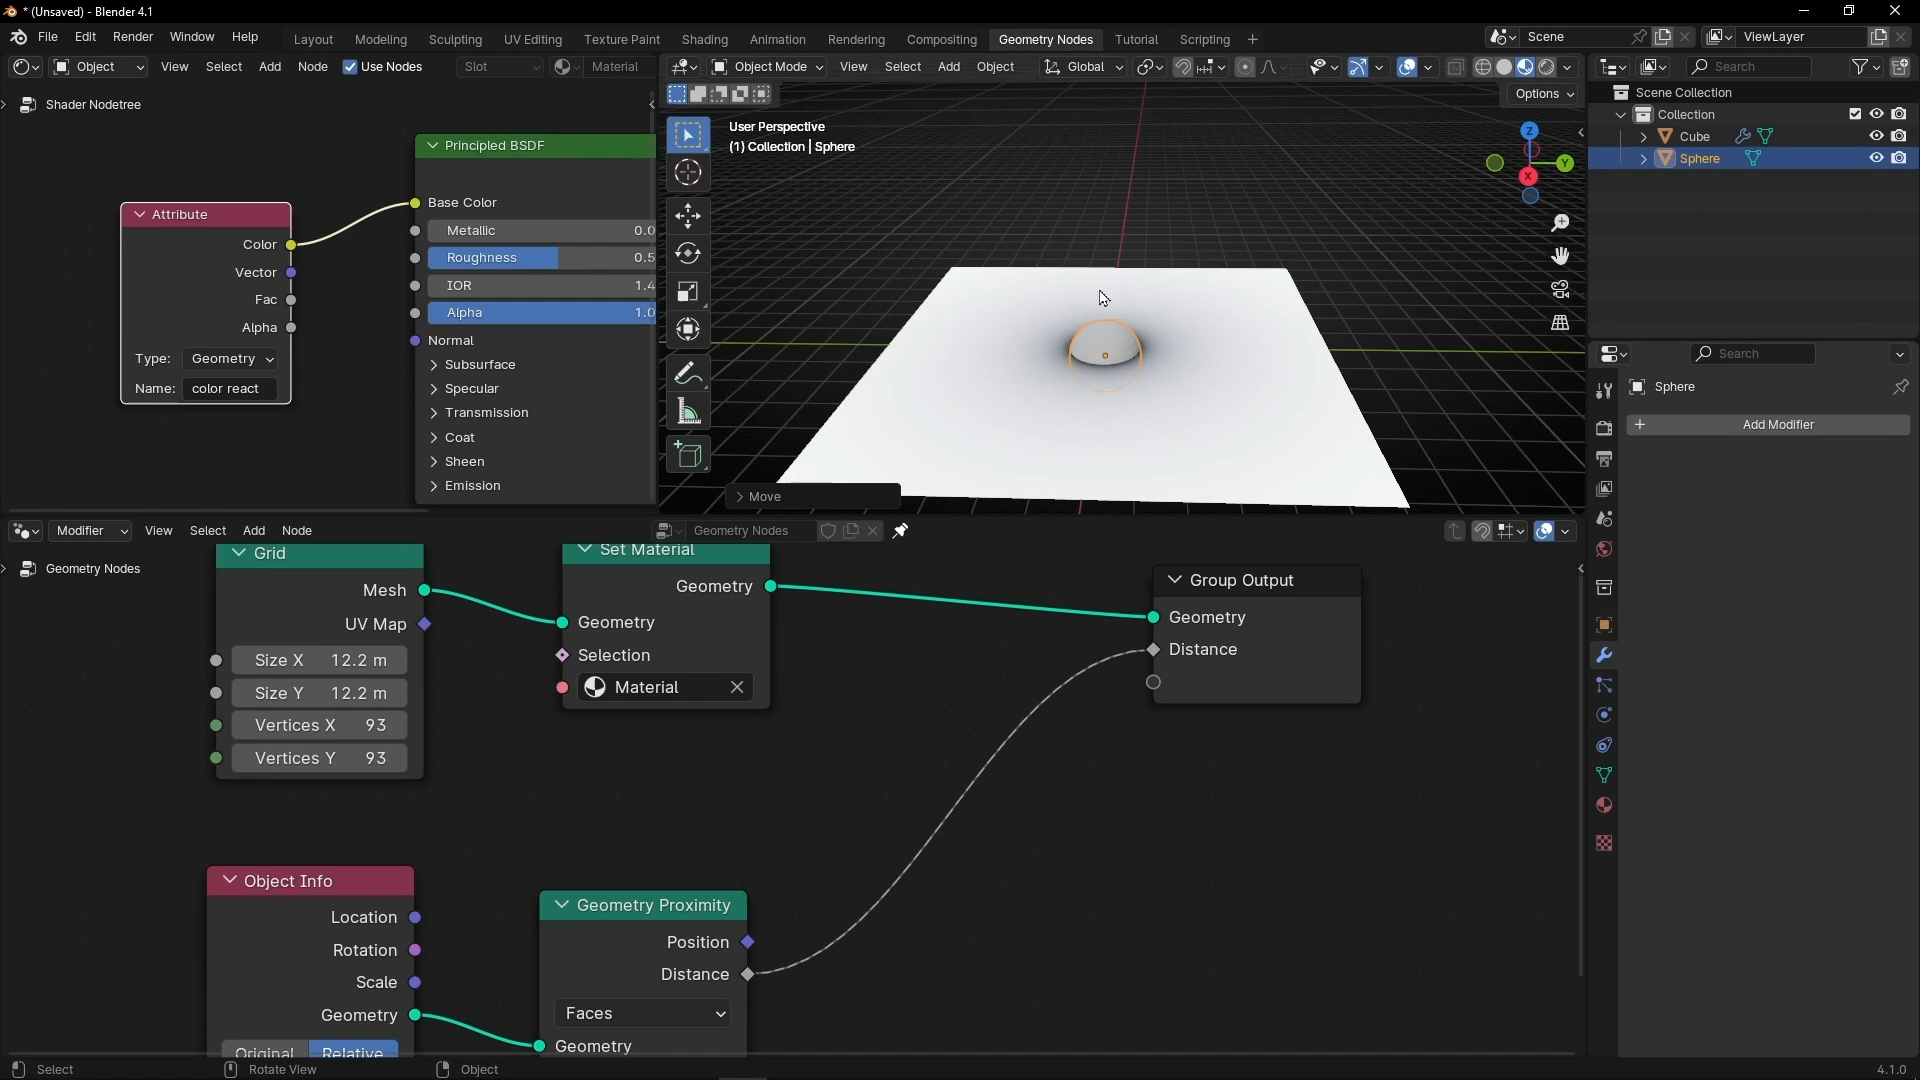 * (Unsaved) - Blender 4.1
File Edit Render Window Help Layout Modeling Sculpting UV Editing Texture Paint Shading Animation Rendering Compositing Geometry Nodes Tutorial Scripting + Scene ViewLayer
Object View Select Add Node Use Nodes Slot Material
Object Mode View Select Add Object Global
Search
Shader Nodetree
Options
Principled BSDF
Base Color
Metallic 0.0
Roughness 0.5
IOR 1.4
Alpha 1.0
Normal
Subsurface
Specular
Transmission
Coat
Sheen
Emission
Attribute
Color
Vector
Fac
Alpha
Type: Geometry
Name: color react
User Perspective
(1) Collection | Sphere
Z
Y
X
Move
Scene Collection
Collection
Cube
Sphere
Search
Sphere
+ Add Modifier
Modifier View Select Add Node Geometry Nodes
Geometry Nodes
Grid
Mesh
UV Map
Size X 12.2 m
Size Y 12.2 m
Vertices X 93
Vertices Y 93
Set Material
Geometry
Geometry
Selection
Material
Group Output
Geometry
Distance
Object Info
Location
Rotation
Scale
Geometry
Original Relative
Geometry Proximity
Position
Distance
Faces
Geometry
Select Rotate View Object 4.1.0